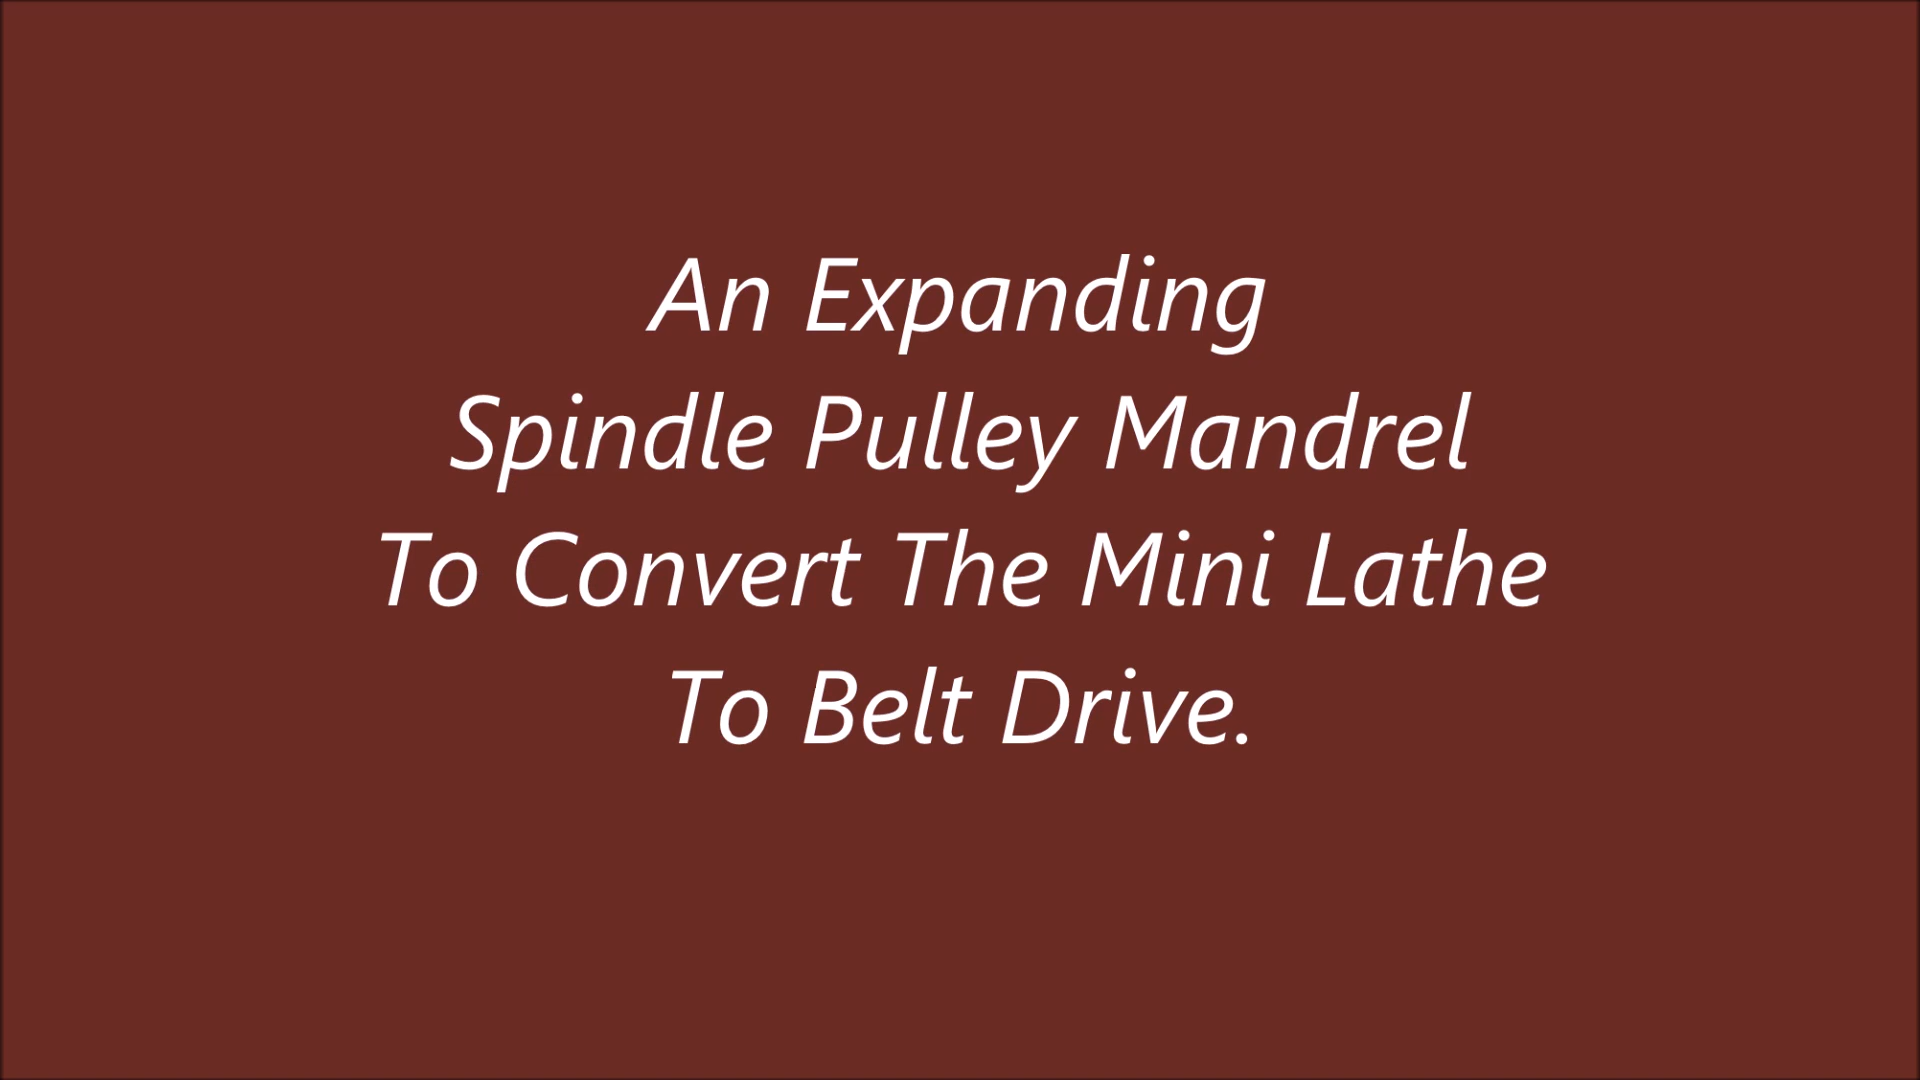 An Expanding
Spindle Pulley Mandrel
To Convert The Mini Lathe
To Belt Drive.